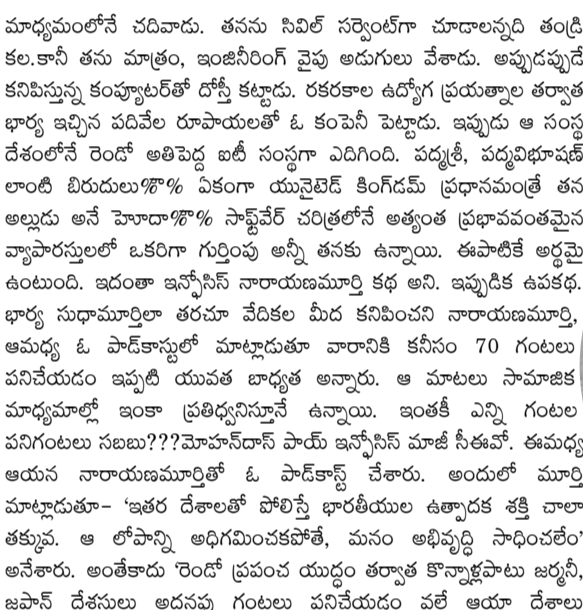 మాధ్యమంలోనే చదివాడు. తనను సివిల్ సర్వెంట్‌గా చూడాలన్నది తండ్రి
కల.కానీ తను మాత్రం, ఇంజినీరింగ్ వైపు అడుగులు వేశాడు. అప్పుడప్పుడే
కనిపిస్తున్న కంప్యూటర్‌తో దోస్తీ కట్టాడు. రకరకాల ఉద్యోగ ప్రయత్నాల తర్వాత
భార్య ఇచ్చిన పదివేల రూపాయలతో ఓ కంపెనీ పెట్టాడు. ఇప్పుడు ఆ సంస్థ
దేశంలోనే రెండో అతిపెద్ద ఐటీ సంస్థగా ఎదిగింది. పద్మశ్రీ, పద్మవిభూషణ్
లాంటి బిరుదులు%ౌ% ఏకంగా యునైటెడ్ కింగ్‌డమ్ ప్రధానమంత్రే తన
అల్లుడు అనే హెూదా%ౌ% సాఫ్ట్‌వేర్ చరిత్రలోనే అత్యంత ప్రభావవంతమైన
వ్యాపారస్తులలో ఒకరిగా గుర్తింపు అన్నీ తనకు ఉన్నాయి. ఈపాటికే అర్థమై
ఉంటుంది. ఇదంతా ఇన్ఫోసిస్ నారాయణమూర్తి కథ అని. ఇప్పుడిక ఉపకథ.
భార్య సుధామూర్తిలా తరచూ వేదికల మీద కనిపించని నారాయణమూర్తి,
ఆమధ్య ఓ పాడ్‌కాస్టులో మాట్లాడుతూ వారానికి కనీసం 70 గంటలు
పనిచేయడం ఇప్పటి యువత బాధ్యత అన్నారు. ఆ మాటలు సామాజిక
మాధ్యమాల్లో ఇంకా ప్రతిధ్వనిస్తూనే ఉన్నాయి. ఇంతకీ ఎన్ని గంటల
పనిగంటలు సబబు???మోహన్‌దాస్ పాయ్ ఇన్ఫోసిస్ మాజీ సీఈవో. ఈమధ్య
ఆయన నారాయణమూర్తితో ఓ పాడ్‌కాస్ట్ చేశారు. అందులో మూర్తి
మాట్లాడుతూ- 'ఇతర దేశాలతో పోలిస్తే భారతీయుల ఉత్పాదక శక్తి చాలా
తక్కువ. ఆ లోపాన్ని అధిగమించకపోతే, మనం అభివృద్ధి సాధించలేం'
అనేశారు. అంతేకాదు 'రెండో ప్రపంచ యుద్ధం తర్వాత కొన్నాళ్లపాటు జర్మనీ,
జపాన్ దేశస్తులు అదనపు గంటలు పనిచేయడం వల్లే ఆయా దేశాలు